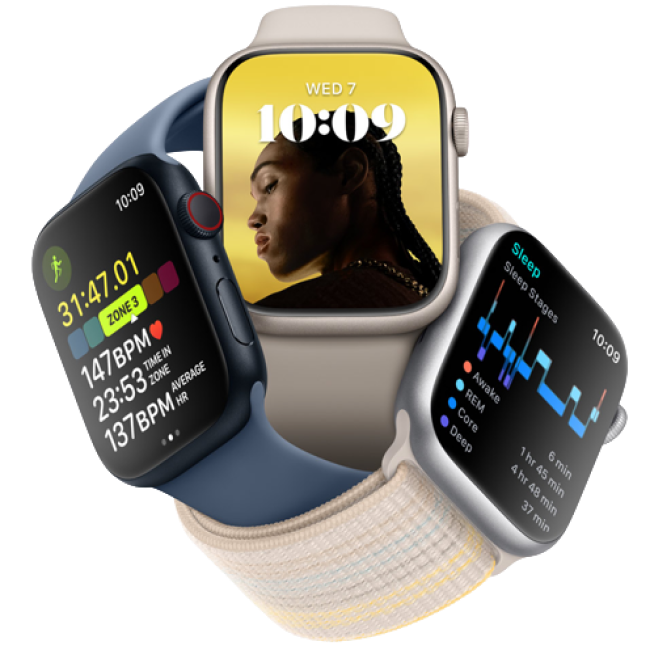 WED 7
10:09
10:09
31:47.01
ZONE 3
147BPM
23:53 TIME IN
ZONE
137BPM AVERAGE
HR
Sleep
10:09
Sleep Stages
Awake
REM
Core
Deep
6 min
1 hr 45 min
4 hr 48 min
37 min